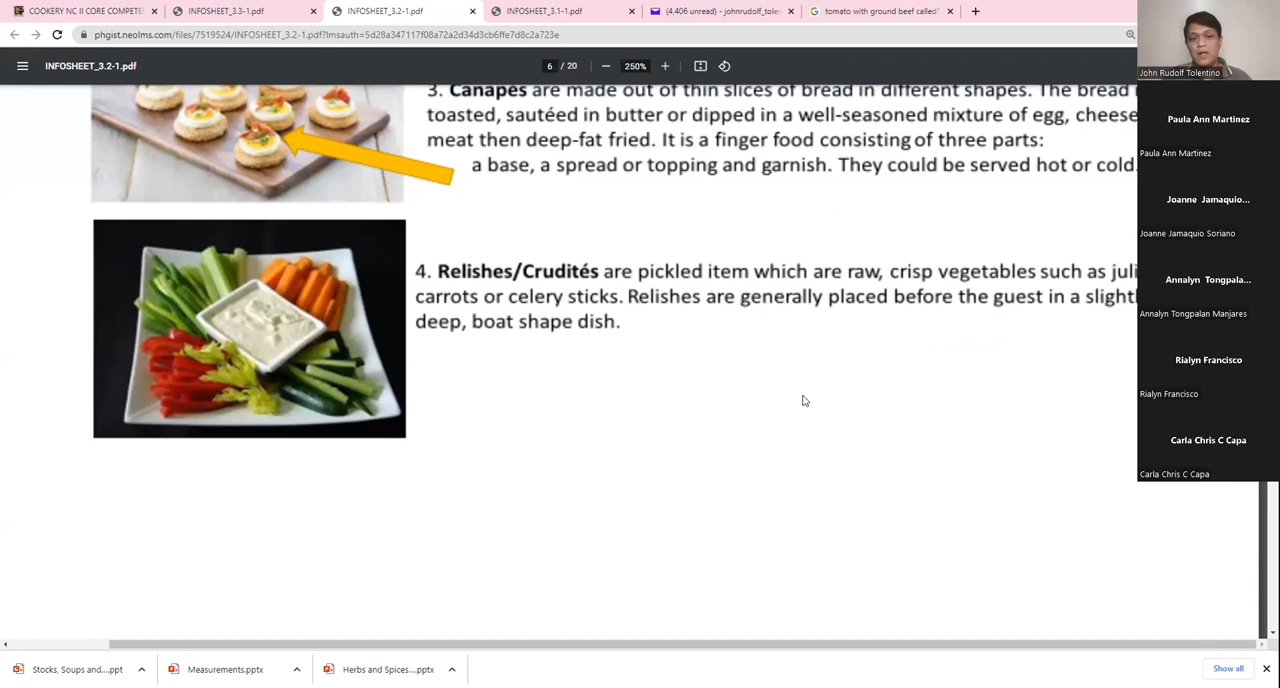 COOKERY NC II CORE COMPETE
INFOSHEET_3.3-1.pdf
INFOSHEET_3.2-1.pdf
INFOSHEET_3.1-1.pdf
(4,406 unread) - johnrudolf_tole
tomato with ground beef called?
phgist.neolms.com/files/7519524/INFOSHEET_3.2-1.pdf?lmsauth=5d28a347117f08a72a2d34d3cb6ffe7d8c2a723e
INFOSHEET_3.2-1.pdf
6 / 20
250%
John Rudolf Tolentino
3. Canapes are made out of thin slices of bread in different shapes. The bread
toasted, sautéed in butter or dipped in a well-seasoned mixture of egg, cheese
meat then deep-fat fried. It is a finger food consisting of three parts:
a base, a spread or topping and garnish. They could be served hot or cold.
4. Relishes/Crudités are pickled item which are raw, crisp vegetables such as juli
carrots or celery sticks. Relishes are generally placed before the guest in a slightl
deep, boat shape dish.
Paula Ann Martinez
Paula Ann Martinez
Joanne Jamaquio...
Joanne Jamaquio Soriano
Annalyn Tongpala...
Annalyn Tongpalan Manjares
Rialyn Francisco
Rialyn Francisco
Carla Chris C Capa
Carla Chris C Capa
Stocks, Soups and....ppt
Measurements.pptx
Herbs and Spices....pptx
Show all